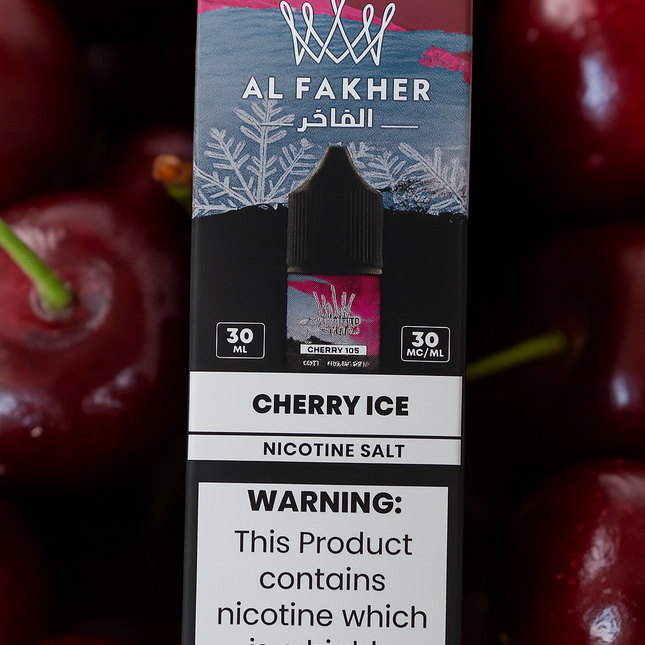 AL FAKHER
الفاخر
30
ML
30
MC/ML
CHERRY 105
CHERRY ICE
NICOTINE SALT
WARNING:
This Product
contains
nicotine which